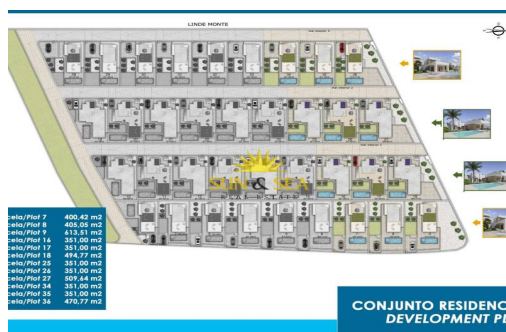 LINDE MONTE
SUN & SEA
REAL ESTATE
cela/Plot 7 400,42 m2
cela/Plot 8 405,05 m2
cela/Plot 9 613,51 m2
cela/Plot 16 351,00 m2
cela/Plot 17 351,00 m2
cela/Plot 18 494,77 m2
cela/Plot 25 351,00 m2
cela/Plot 26 351,00 m2
cela/Plot 27 509,64 m2
cela/Plot 34 351,00 m2
cela/Plot 35 351,00 m2
cela/Plot 36 470,77 m2
CONJUNTO RESIDENC
DEVELOPMENT PL